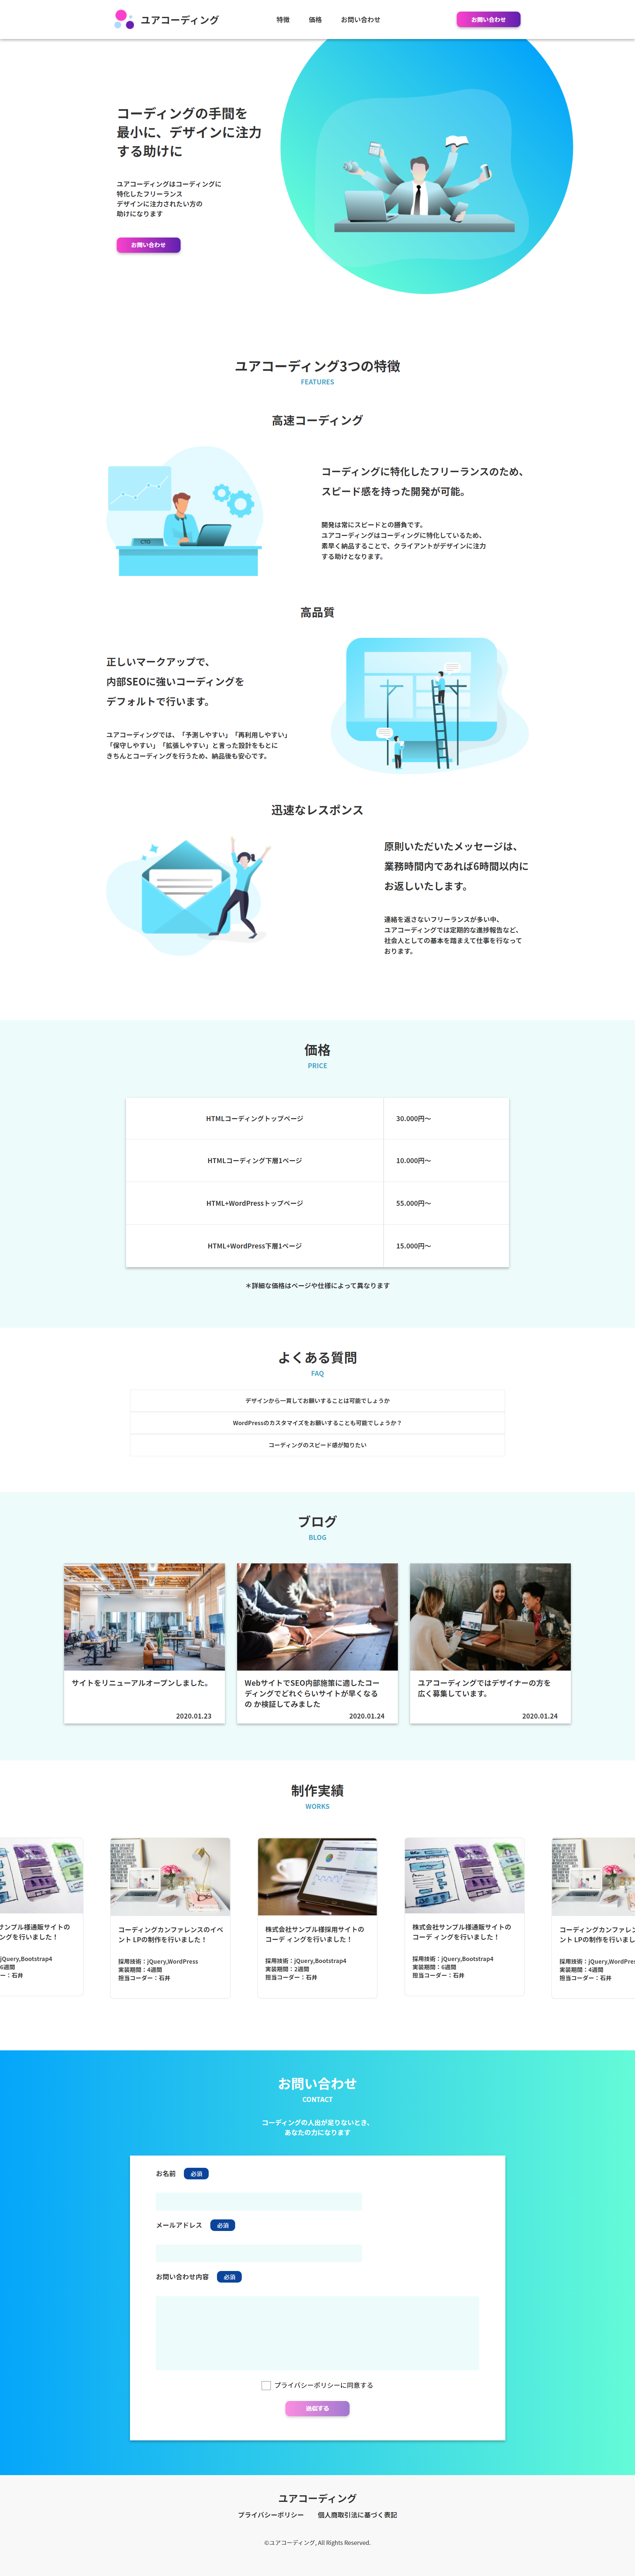 ユアコーディング
特徴
価格
お問い合わせ
お問い合わせ
コーディングの手間を
最小に、デザインに注力
する助けに
ユアコーディングはコーディングに
特化したフリーランス
デザインに注力されたい方の
助けになります
お問い合わせ
ユアコーディング3つの特徴
FEATURES
高速コーディング
CTO
コーディングに特化したフリーランスのため、
スピード感を持った開発が可能。
開発は常にスピードとの勝負です。
ユアコーディングはコーディングに特化しているため、
素早く納品することで、クライアントがデザインに注力
する助けとなります。
高品質
正しいマークアップで、
内部SEOに強いコーディングを
デフォルトで行います。
ユアコーディングでは、「予測しやすい」「再利用しやすい」
「保守しやすい」「拡張しやすい」と言った設計をもとに
きちんとコーディングを行うため、納品後も安心です。
迅速なレスポンス
原則いただいたメッセージは、
業務時間内であれば6時間以内に
お返しいたします。
連絡を返さないフリーランスが多い中、
ユアコーディングでは定期的な進捗報告など、
社会人としての基本を踏まえて仕事を行なって
おります。
価格
PRICE
HTMLコーディングトップページ
30.000円〜
HTMLコーディング下層1ページ
10.000円〜
HTML+WordPressトップページ
55.000円〜
HTML+WordPress下層1ページ
15.000円〜
＊詳細な価格はページや仕様によって異なります
よくある質問
FAQ
デザインから一貫してお願いすることは可能でしょうか
WordPressのカスタマイズをお願いすることも可能でしょうか？
コーディングのスピード感が知りたい
ブログ
BLOG
サイトをリニューアルオープンしました。
2020.01.23
WebサイトでSEO内部施策に適したコー
ディングでどれぐらいサイトが早くなる
の か検証してみました
2020.01.24
ユアコーディングではデザイナーの方を
広く募集しています。
2020.01.24
制作実績
WORKS
サンプル様通販サイトの
ングを行いました！
jQuery,Bootstrap4
6週間
ー：石井
コーディングカンファレンスのイベ
ント LPの制作を行いました！
採用技術：jQuery,WordPress
実装期間：4週間
担当コーダー：石井
株式会社サンプル様採用サイトの
コーディングを行いました！
採用技術：jQuery,Bootstrap4
実装期間：2週間
担当コーダー：石井
株式会社サンプル様通販サイトの
コーディングを行いました！
採用技術：jQuery,Bootstrap4
実装期間：6週間
担当コーダー：石井
コーディングカンファレン
ント LPの制作を行いまし
採用技術：jQuery,WordPres
実装期間：4週間
担当コーダー：石井
お問い合わせ
CONTACT
コーディングの人出が足りないとき、
あなたの力になります
お名前
必須
メールアドレス
必須
お問い合わせ内容
必須
プライバシーポリシーに同意する
送信する
ユアコーディング
プライバシーポリシー
個人商取引法に基づく表記
©ユアコーディング, All Rights Reserved.